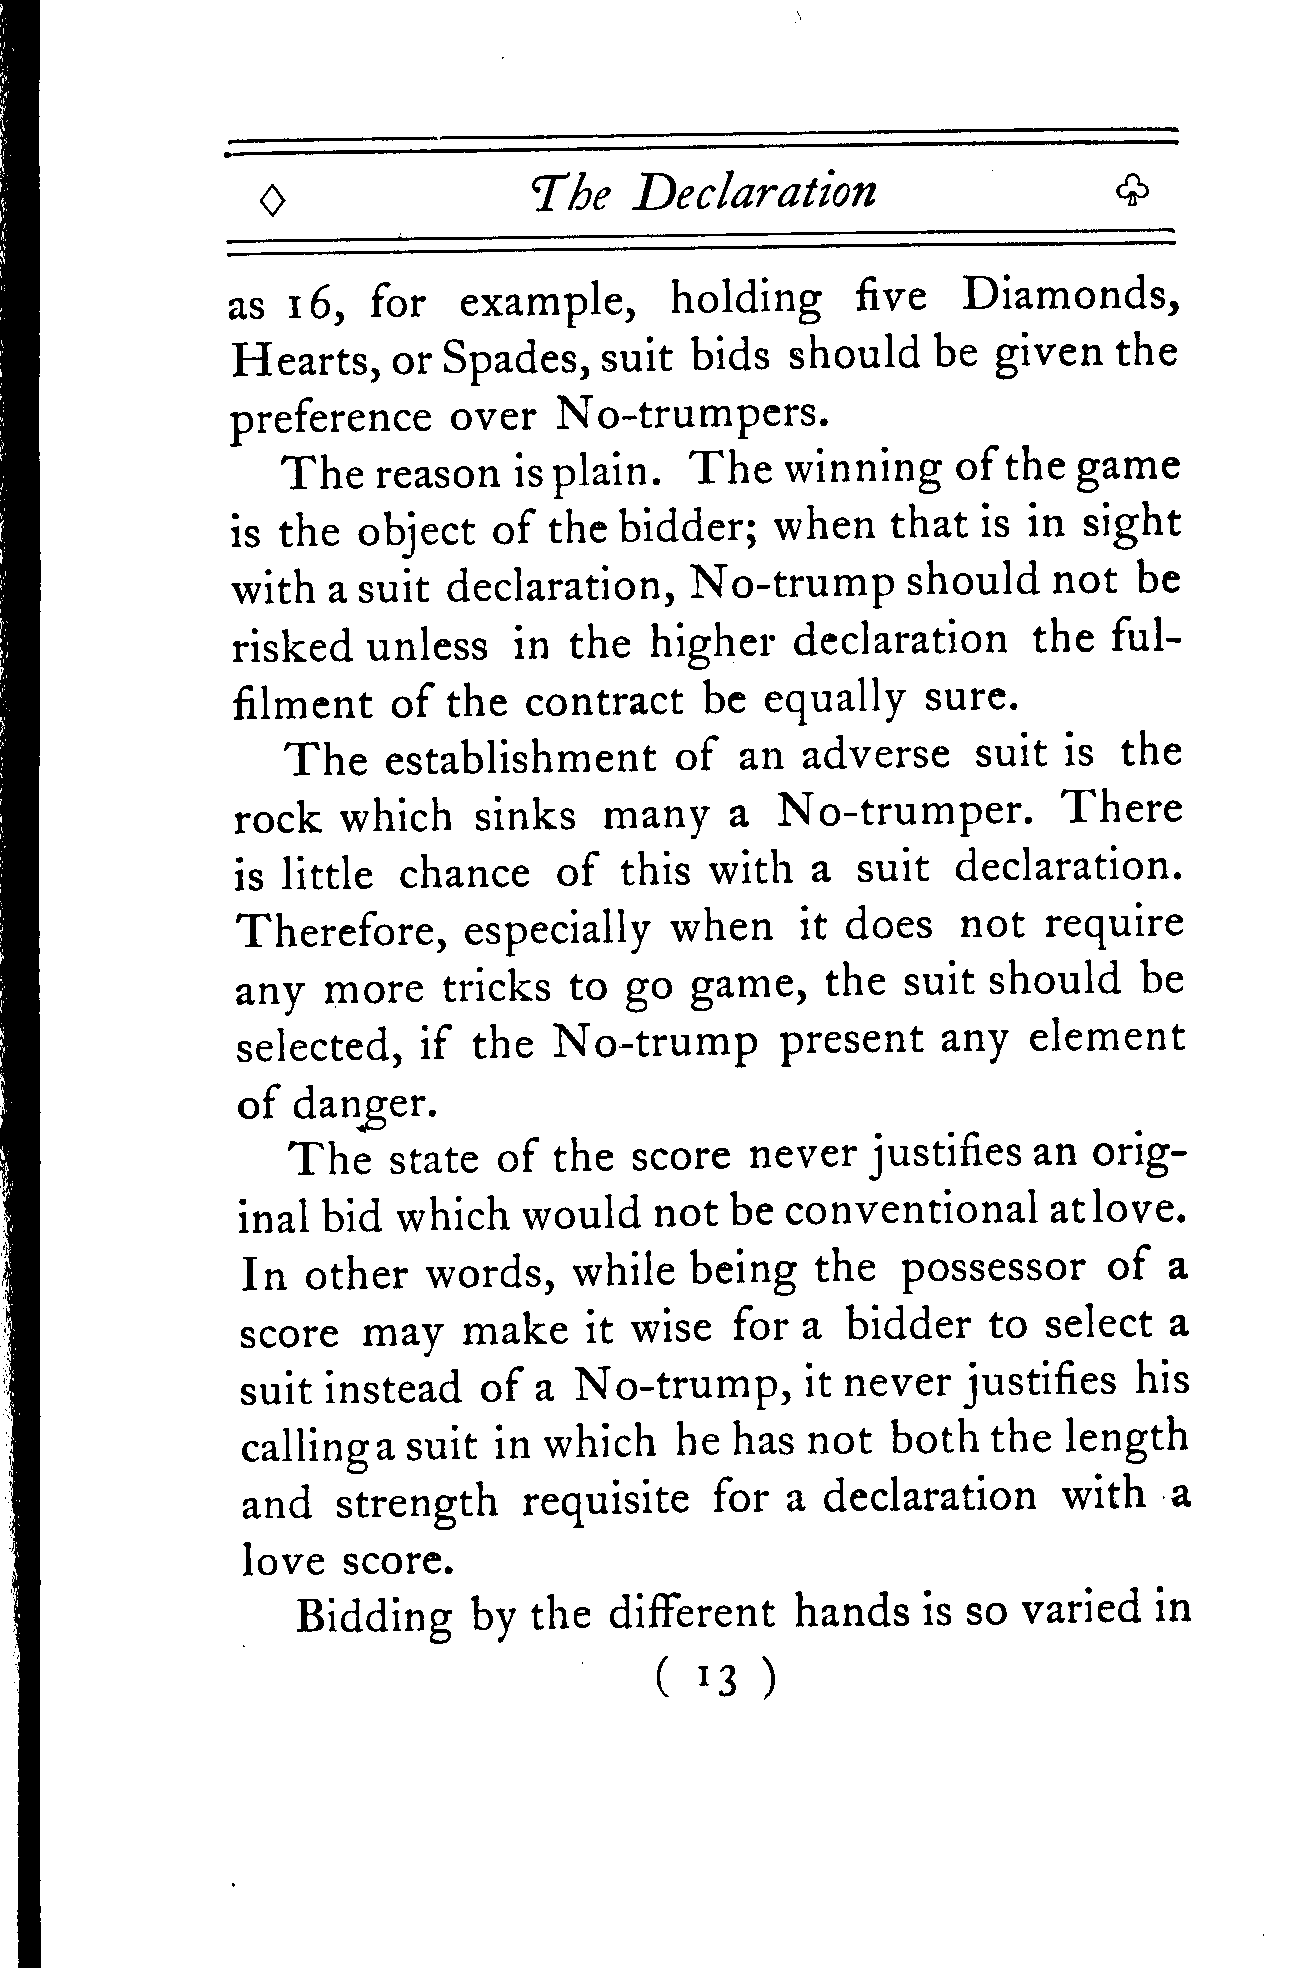 ◊ The Declaration ♧
as 16, for example, holding five Diamonds,
Hearts, or Spades, suit bids should be given the
preference over No-trumpers.
The reason is plain. The winning of the game
is the object of the bidder; when that is in sight
with a suit declaration, No-trump should not be
risked unless in the higher declaration the ful-
filment of the contract be equally sure.
The establishment of an adverse suit is the
rock which sinks many a No-trumper. There
is little chance of this with a suit declaration.
Therefore, especially when it does not require
any more tricks to go game, the suit should be
selected, if the No-trump present any element
of danger.
The state of the score never justifies an orig-
inal bid which would not be conventional at love.
In other words, while being the possessor of a
score may make it wise for a bidder to select a
suit instead of a No-trump, it never justifies his
calling a suit in which he has not both the length
and strength requisite for a declaration with a
love score.
Bidding by the different hands is so varied in
( 13 )